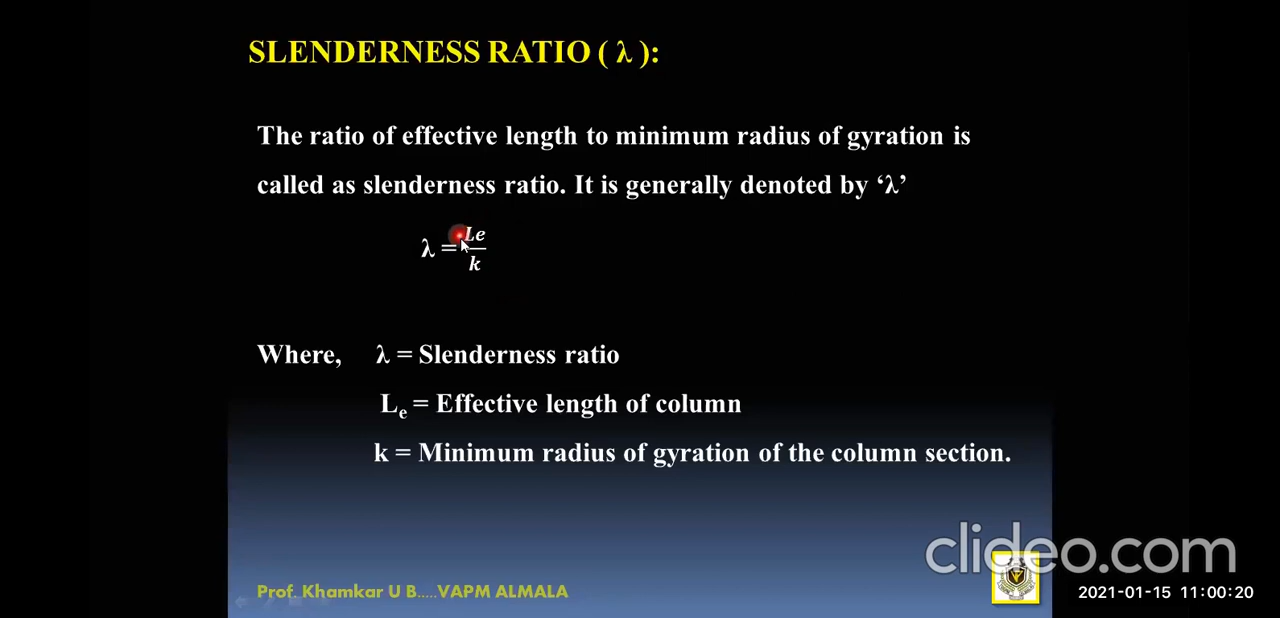 SLENDERNESS RATIO ( λ ):
The ratio of effective length to minimum radius of gyration is
called as slenderness ratio. It is generally denoted by ‘λ’
λ = Le/k
Where, λ = Slenderness ratio
Le = Effective length of column
k = Minimum radius of gyration of the column section.
clideo.com
Prof. Khamkar U B.....VAPM ALMALA
2021-01-15 11:00:20